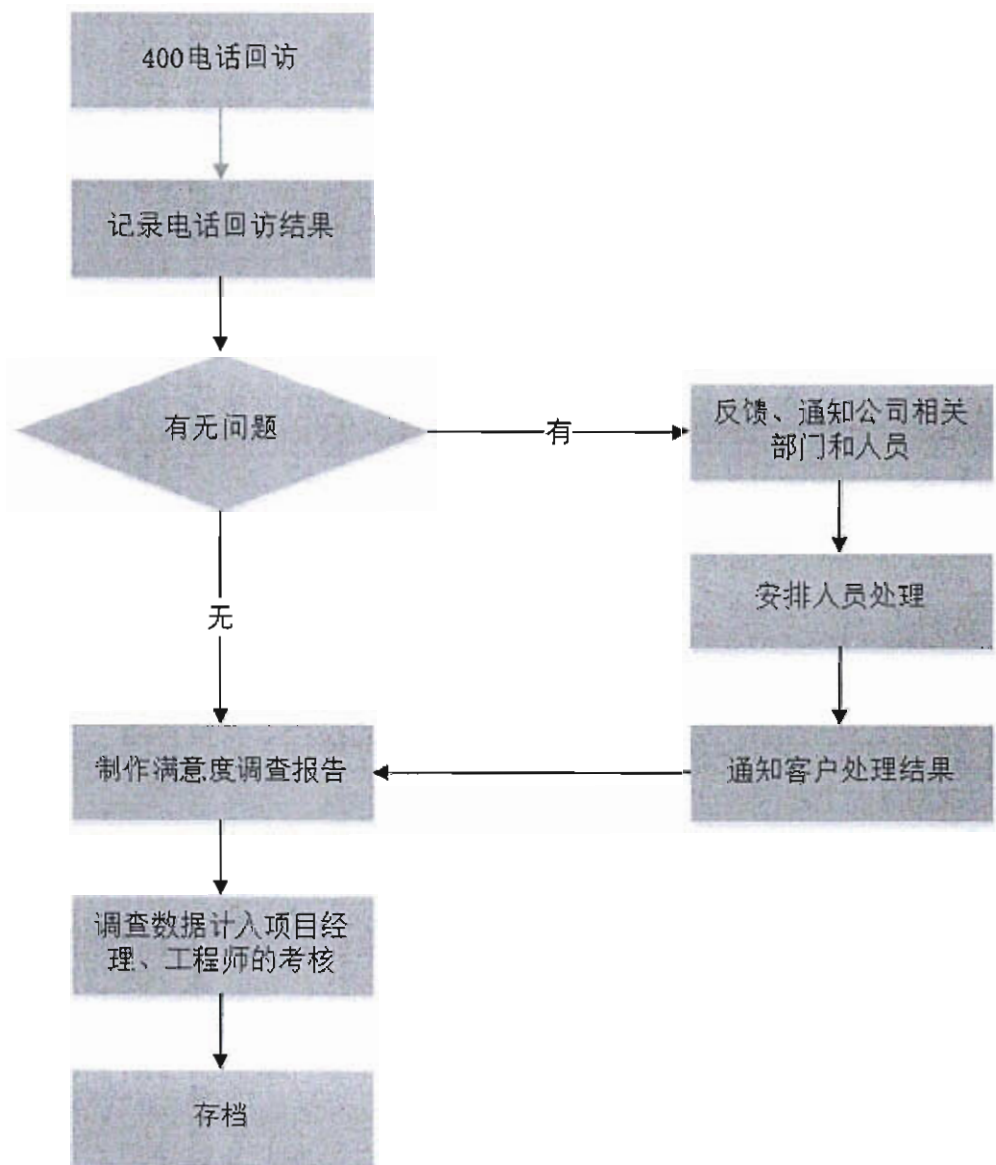 400电话回访
记录电话回访结果
有无问题
有
反馈、通知公司相关
部门和人员
安排人员处理
无
制作满意度调查报告
通知客户处理结果
调查数据计入项目经
理、工程师的考核
存档